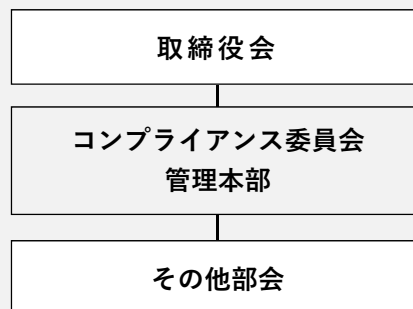 取締役会
コンプライアンス委員会
管理本部
その他部会